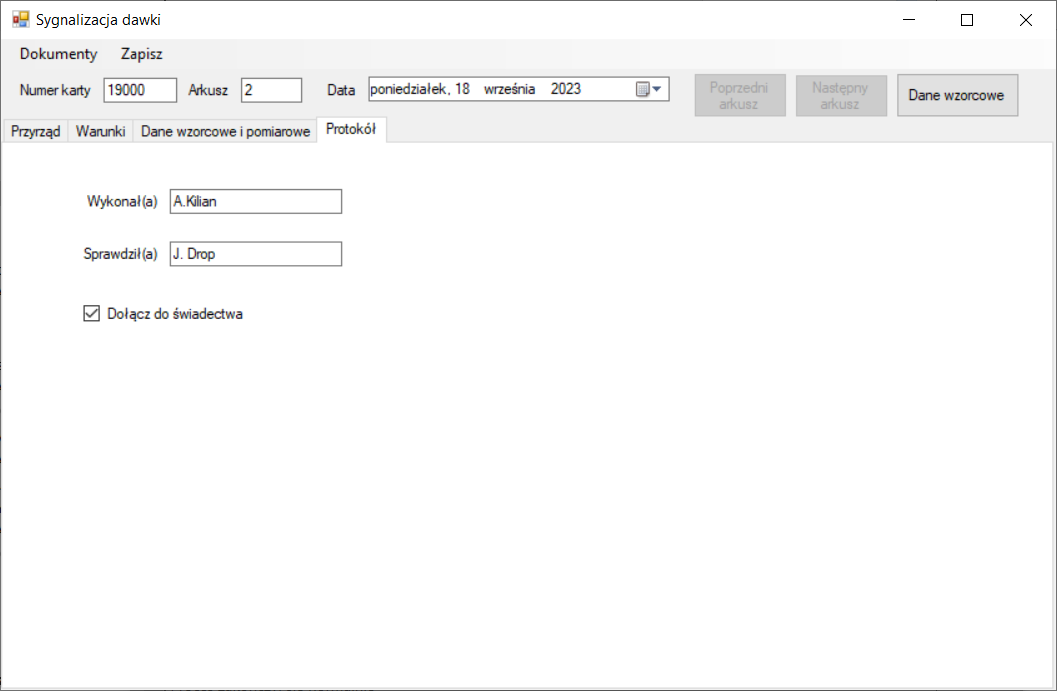 Sygnalizacja dawki
Dokumenty Zapisz
Numer karty 19000 Arkusz 2 Data poniedziałek, 18 września 2023 Poprzedni arkusz Następny arkusz Dane wzorcowe
Przyrząd Warunki Dane wzorcowe i pomiarowe Protokół
Wykonał(a) A.Kilian
Sprawdził(a) J. Drop
Dołącz do świadectwa